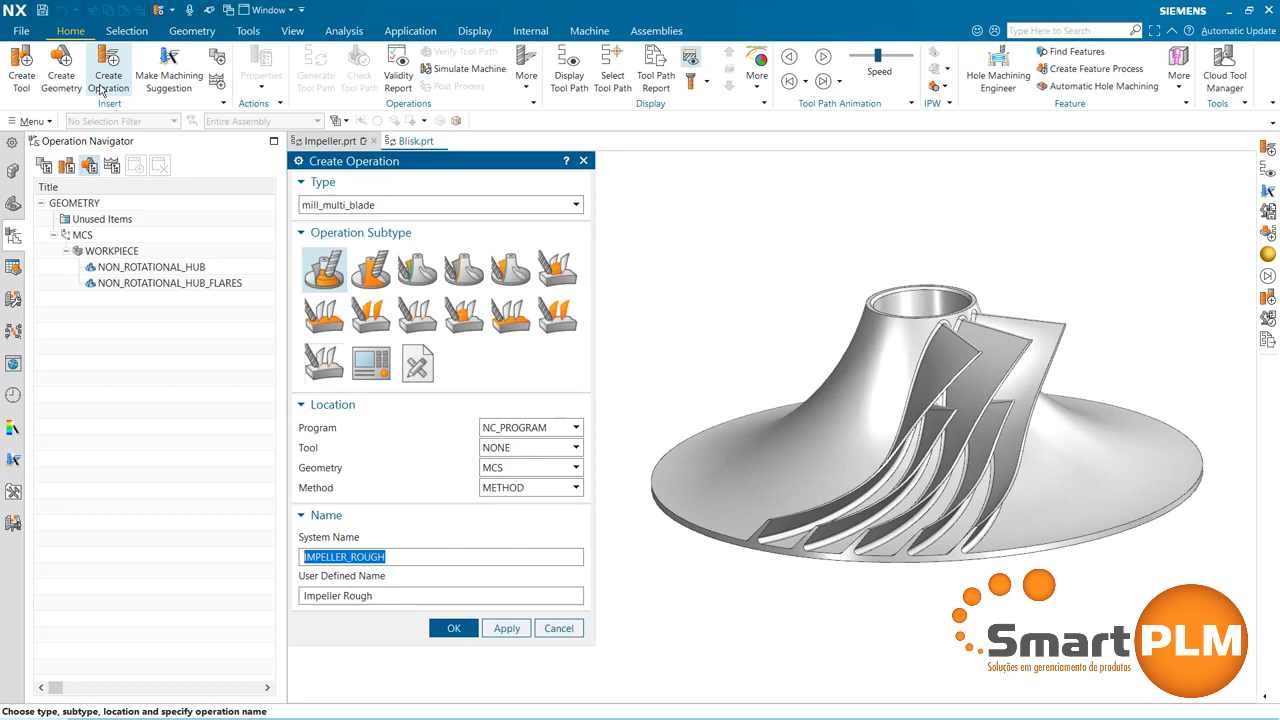 NX SIEMENS
Window
SIEMENS
File Home Selection Geometry Tools View Analysis Application Display Internal Machine Assemblies
Type Here to Search
Automatic Update
Create Tool
Create Geometry
Create Operation
Make Machining Suggestion
Insert
Properties
Actions
Generate Tool Path
Check Tool Path
Validity Report
Verify Tool Path
Simulate Machine
Post Process
More
Operations
Display Tool Path
Select Tool Path
Tool Path Report
More
Display
Speed
Tool Path Animation
IPW
Hole Machining Engineer
Find Features
Create Feature Process
Automatic Hole Machining
More
Feature
Cloud Tool Manager
Tools
Menu
No Selection Filter
Entire Assembly
Operation Navigator
Impeller.prt
Blisk.prt
Title
GEOMETRY
Unused Items
MCS
WORKPIECE
NON_ROTATIONAL_HUB
NON_ROTATIONAL_HUB_FLARES
Create Operation
Type
mill_multi_blade
Operation Subtype
Location
Program NC_PROGRAM
Tool NONE
Geometry MCS
Method METHOD
Name
System Name
IMPELLER_ROUGH
User Defined Name
Impeller Rough
OK Apply Cancel
SmartPLM
Soluções em gerenciamento de produtos
Choose type, subtype, location and specify operation name